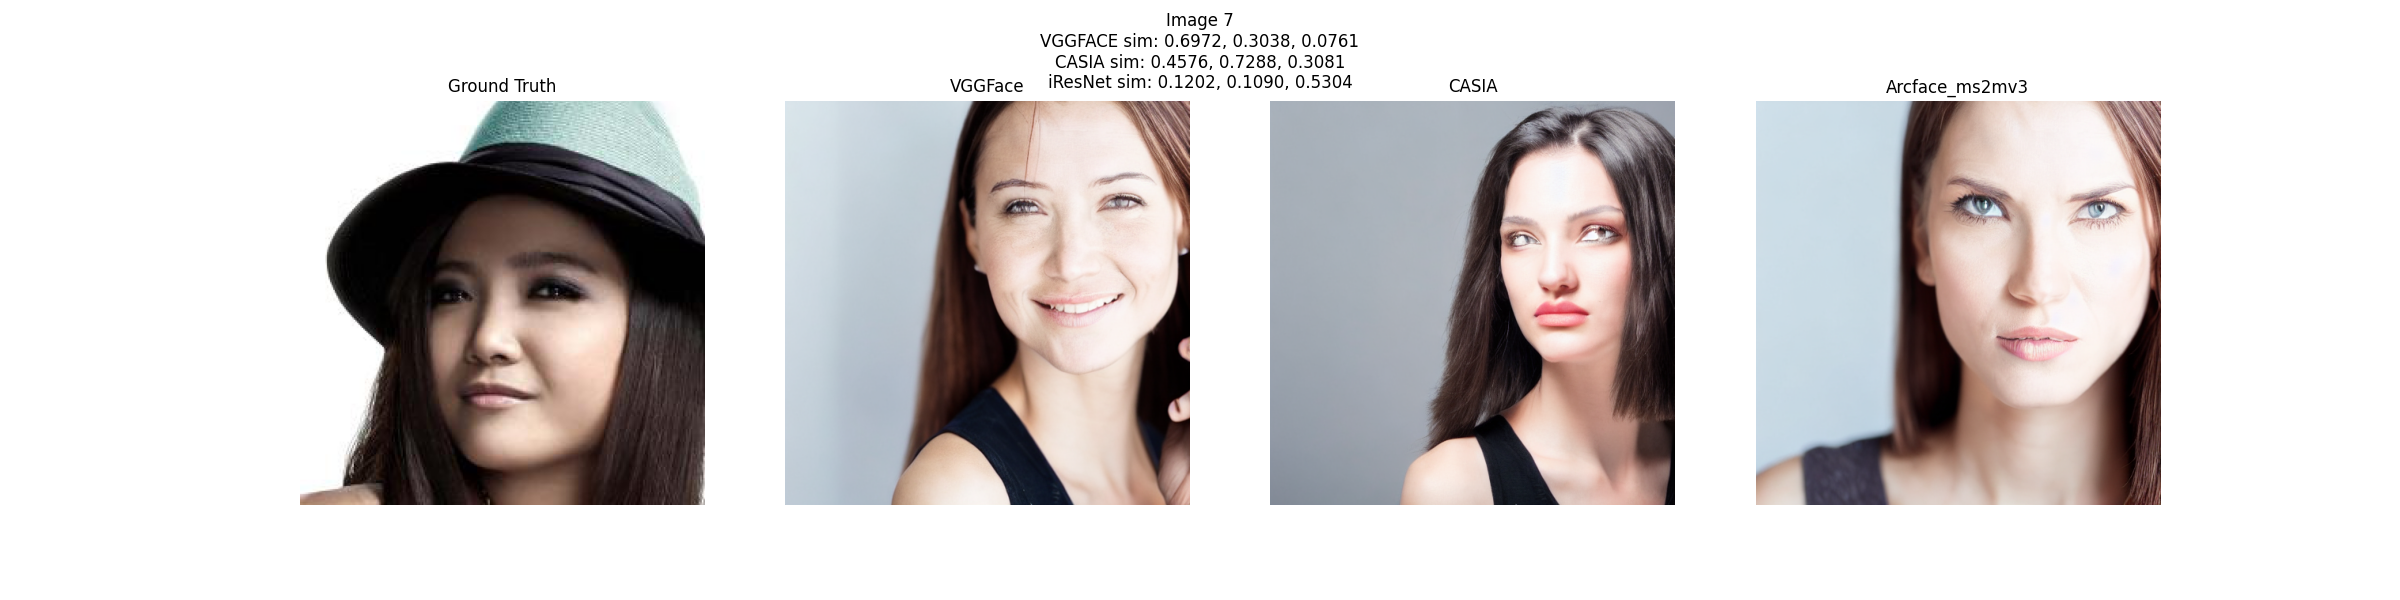 Image 7
VGGFACE sim: 0.6972, 0.3038, 0.0761
CASIA sim: 0.4576, 0.7288, 0.3081
iResNet sim: 0.1202, 0.1090, 0.5304
Ground Truth
VGGFace
CASIA
Arcface_ms2mv3